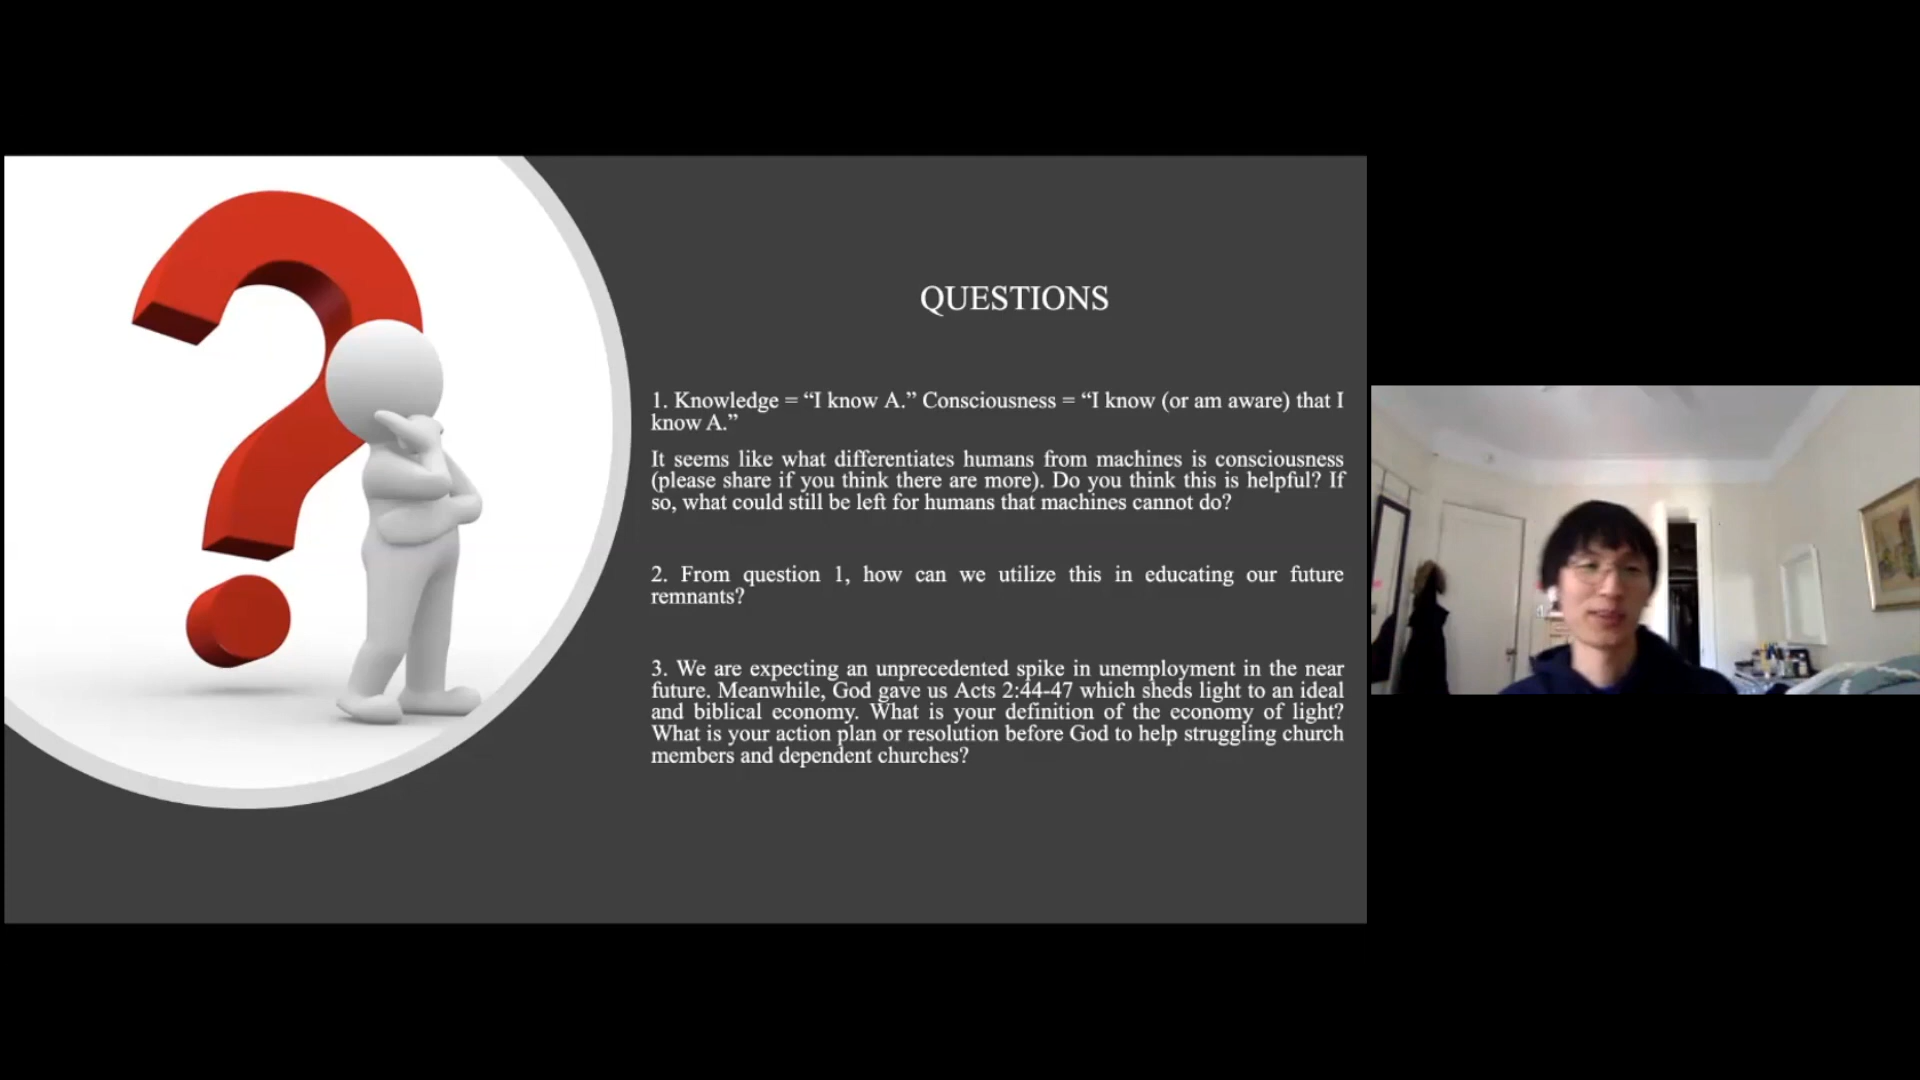 QUESTIONS
1. Knowledge = “I know A.” Consciousness = “I know (or am aware) that I
know A.”
It seems like what differentiates humans from machines is consciousness
(please share if you think there are more). Do you think this is helpful? If
so, what could still be left for humans that machines cannot do?
2. From question 1, how can we utilize this in educating our future
remnants?
3. We are expecting an unprecedented spike in unemployment in the near
future. Meanwhile, God gave us Acts 2:44-47 which sheds light to an ideal
and biblical economy. What is your definition of the economy of light?
What is your action plan or resolution before God to help struggling church
members and dependent churches?